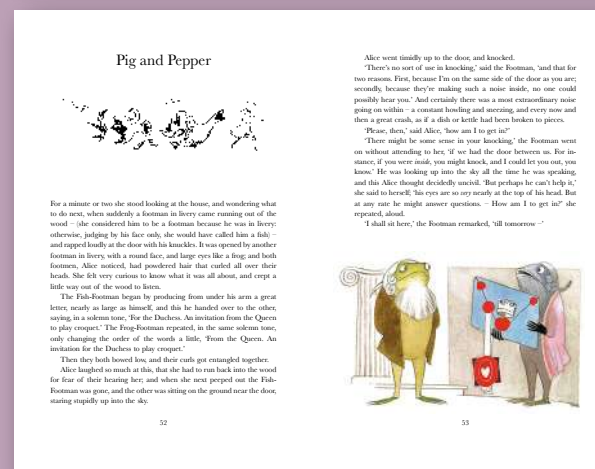 Pig and Pepper
For a minute or two she stood looking at the house, and wondering what
to do next, when suddenly a footman in livery came running out of the
wood – (she considered him to be a footman because he was in livery:
otherwise, judging by his face only, she would have called him a fish) –
and rapped loudly at the door with his knuckles. It was opened by another
footman in livery, with a round face, and large eyes like a frog; and both
footmen, Alice noticed, had powdered hair that curled all over their
heads. She felt very curious to know what it was all about, and crept a
little way out of the wood to listen.
The Fish-Footman began by producing from under his arm a great
letter, nearly as large as himself, and this he handed over to the other,
saying, in a solemn tone, ‘For the Duchess. An invitation from the Queen
to play croquet.’ The Frog-Footman repeated, in the same solemn tone,
only changing the order of the words a little, ‘From the Queen. An
invitation for the Duchess to play croquet.’
Then they both bowed low, and their curls got entangled together.
Alice laughed so much at this, that she had to run back into the wood
for fear of their hearing her; and when she next peeped out the Fish-
Footman was gone, and the other was sitting on the ground near the door,
staring stupidly up into the sky.
52
Alice went timidly up to the door, and knocked.
‘There’s no sort of use in knocking,’ said the Footman, ‘and that for
two reasons. First, because I’m on the same side of the door as you are;
secondly, because they’re making such a noise inside, no one could
possibly hear you.’ And certainly there was a most extraordinary noise
going on within – a constant howling and sneezing, and every now and
then a great crash, as if a dish or kettle had been broken to pieces.
‘Please, then,’ said Alice, ‘how am I to get in?’
‘There might be some sense in your knocking,’ the Footman went
on without attending to her, ‘if we had the door between us. For in-
stance, if you were inside, you might knock, and I could let you out, you
know.’ He was looking up into the sky all the time he was speaking,
and this Alice thought decidedly uncivil. ‘But perhaps he can’t help it,’
she said to herself; ‘his eyes are so very nearly at the top of his head. But
at any rate he might answer questions. – How am I to get in?’ she
repeated, aloud.
‘I shall sit here,’ the Footman remarked, ‘till tomorrow –’
53